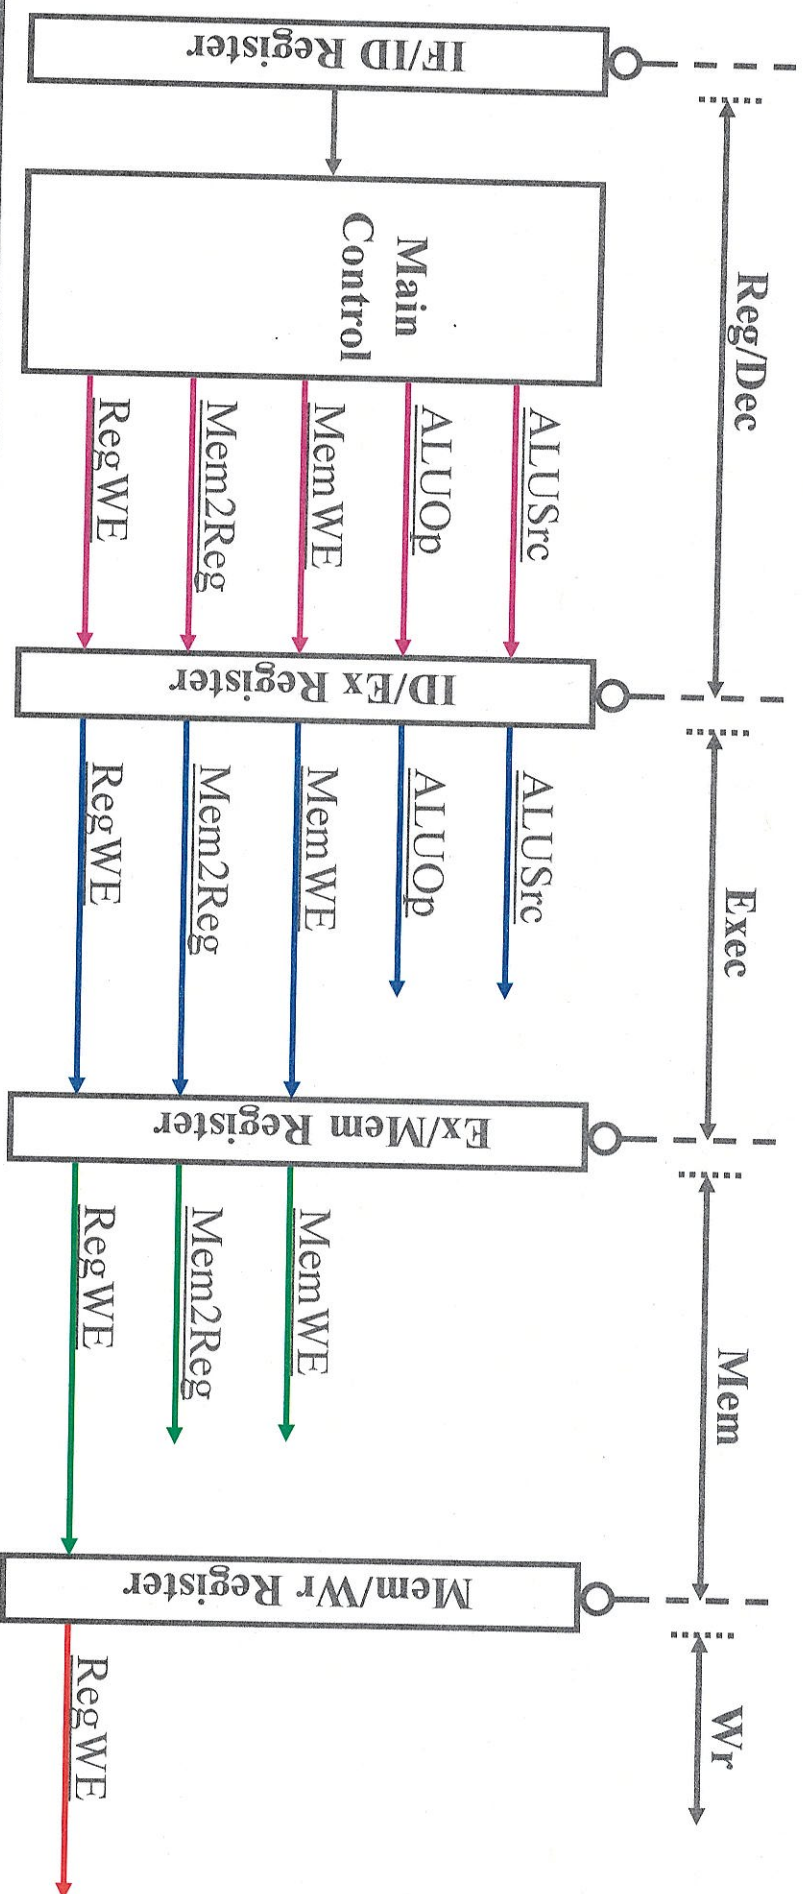 Reg/Dec
Exec
Mem
Wr
IF/ID Register
Main
Control
ALUSrc
ALUOp
MemWE
Mem2Reg
RegWE
ID/Ex Register
ALUSrc
ALUOp
MemWE
Mem2Reg
RegWE
Ex/Mem Register
MemWE
Mem2Reg
RegWE
Mem/Wr Register
RegWE